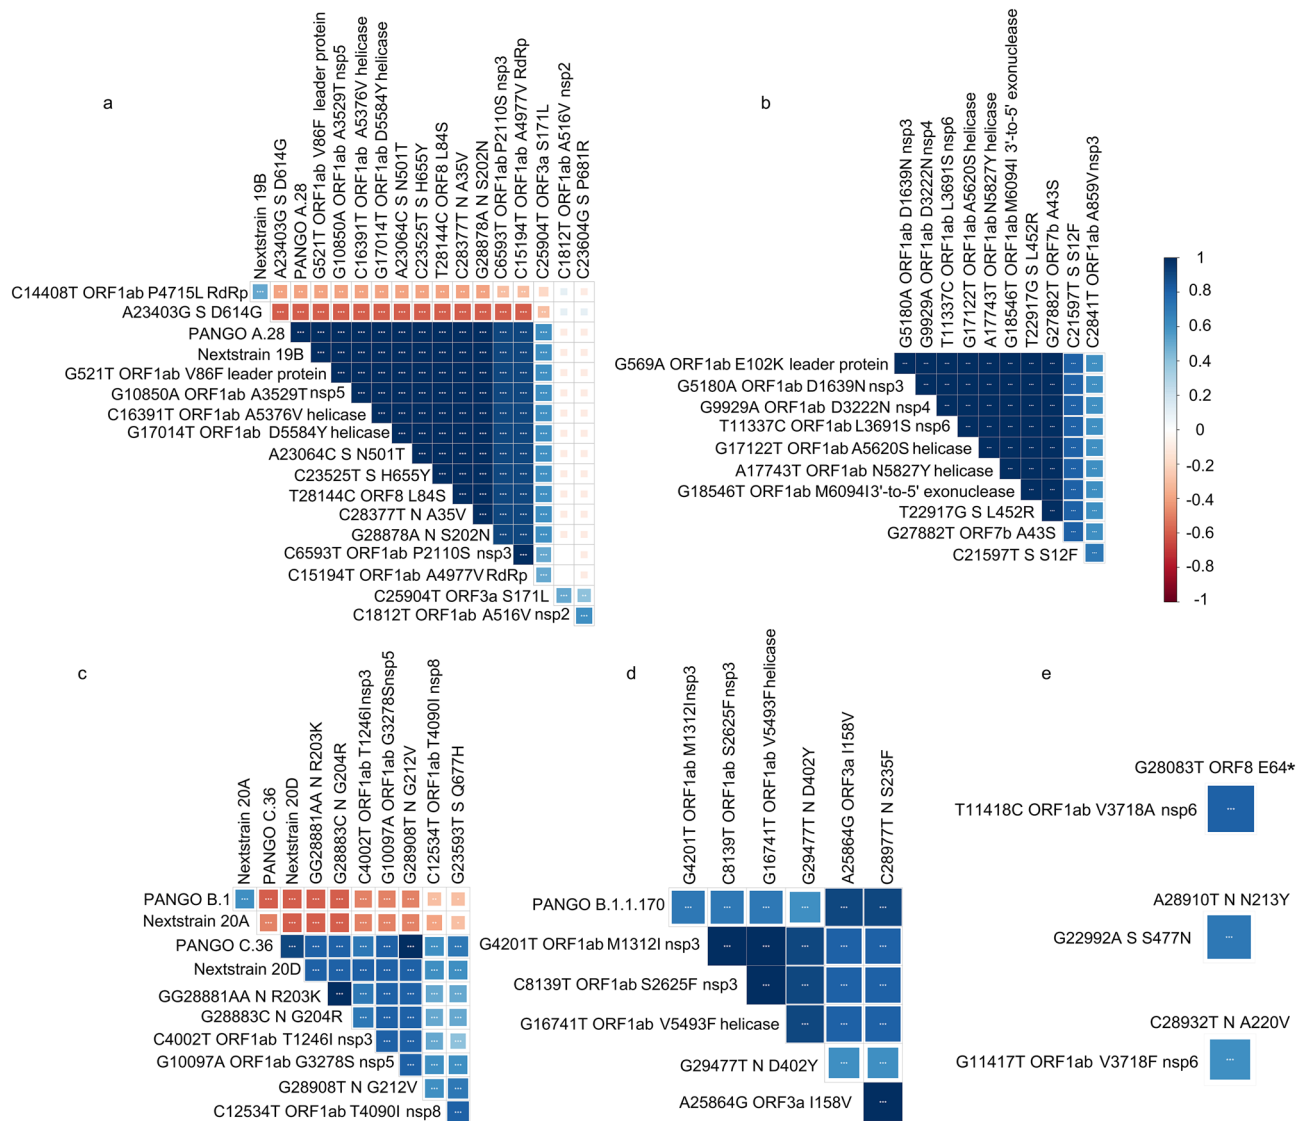 a
Nextstrain 19B
A23403G S D614G
PANGO A.28
G521T ORF1ab V86F leader protein
G10850A ORF1ab A3529T nsp5
C16391T ORF1ab A5376V helicase
G17014T ORF1ab D5584Y helicase
A23064C S N501T
C23525T S H655Y
T28144C ORF8 L84S
C28377T N A35V
G28878A N S202N
C6593T ORF1ab P2110S nsp3
C15194T ORF1ab A4977V RdRp
C25904T ORF3a S171L
C1812T ORF1ab A516V nsp2
C23604G S P681R
C14408T ORF1ab P4715L RdRp
A23403G S D614G
PANGO A.28
Nextstrain 19B
G521T ORF1ab V86F leader protein
G10850A ORF1ab A3529T nsp5
C16391T ORF1ab A5376V helicase
G17014T ORF1ab D5584Y helicase
A23064C S N501T
C23525T S H655Y
T28144C ORF8 L84S
C28377T N A35V
G28878A N S202N
C6593T ORF1ab P2110S nsp3
C15194T ORF1ab A4977V RdRp
C25904T ORF3a S171L
C1812T ORF1ab A516V nsp2
b
G5180A ORF1ab D1639N nsp3
G9929A ORF1ab D3222N nsp4
T11337C ORF1ab L3691S nsp6
G17122T ORF1ab A5620S helicase
A17743T ORF1ab N5827Y helicase
G18546T ORF1ab M6094I 3'-to-5' exonuclease
T22917G S L452R
G27882T ORF7b A43S
C21597T S S12F
C2841T ORF1ab A859V nsp3
G569A ORF1ab E102K leader protein
G5180A ORF1ab D1639N nsp3
G9929A ORF1ab D3222N nsp4
T11337C ORF1ab L3691S nsp6
G17122T ORF1ab A5620S helicase
A17743T ORF1ab N5827Y helicase
G18546T ORF1ab M6094I3'-to-5' exonuclease
T22917G S L452R
G27882T ORF7b A43S
C21597T S S12F
1
0.8
0.6
0.4
0.2
0
-0.2
-0.4
-0.6
-0.8
-1
c
Nextstrain 20A
PANGO C.36
Nextstrain 20D
GG28881AA N R203K
G28883C N G204R
C4002T ORF1ab T1246I nsp3
G10097A ORF1ab G3278S nsp5
G28908T N G212V
C12534T ORF1ab T4090I nsp8
G23593T S Q677H
PANGO B.1
Nextstrain 20A
PANGO C.36
Nextstrain 20D
GG28881AA N R203K
G28883C N G204R
C4002T ORF1ab T1246I nsp3
G10097A ORF1ab G3278S nsp5
G28908T N G212V
C12534T ORF1ab T4090I nsp8
d
G4201T ORF1ab M1312I nsp3
C8139T ORF1ab S2625F nsp3
G16741T ORF1ab V5493F helicase
G29477T N D402Y
A25864G ORF3a I158V
C28977T N S235F
PANGO B.1.1.170
G4201T ORF1ab M1312I nsp3
C8139T ORF1ab S2625F nsp3
G16741T ORF1ab V5493F helicase
G29477T N D402Y
A25864G ORF3a I158V
e
G28083T ORF8 E64*
T11418C ORF1ab V3718A nsp6
A28910T N N213Y
G22992A S S477N
C28932T N A220V
G11417T ORF1ab V3718F nsp6